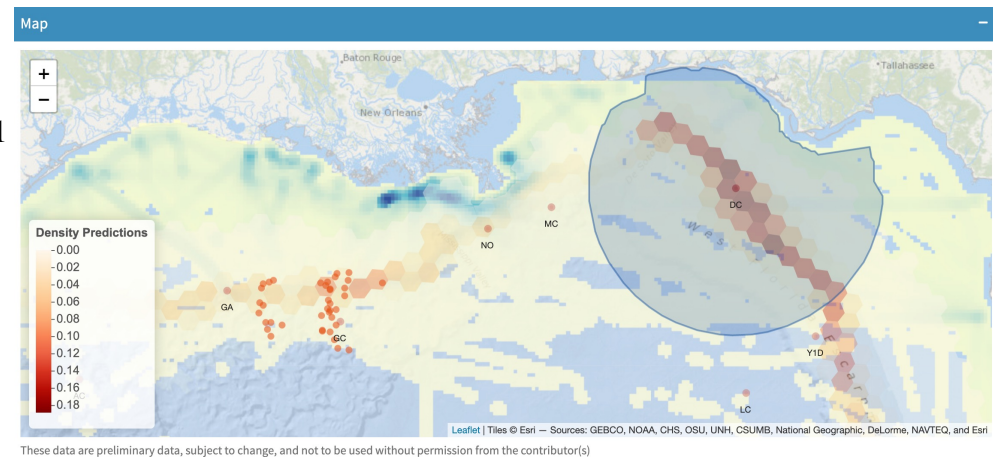 Map
−
+
−
Baton Rouge
New Orleans
Tallahassee
DC
MC
NO
GA
GC
Y1D
LC
AC
W e s
Density Predictions
0.00
0.02
0.04
0.06
0.08
0.10
0.12
0.14
0.16
0.18
Leaflet | Tiles © Esri — Sources: GEBCO, NOAA, CHS, OSU, UNH, CSUMB, National Geographic, DeLorme, NAVTEQ, and Esri
These data are preliminary data, subject to change, and not to be used without permission from the contributor(s)